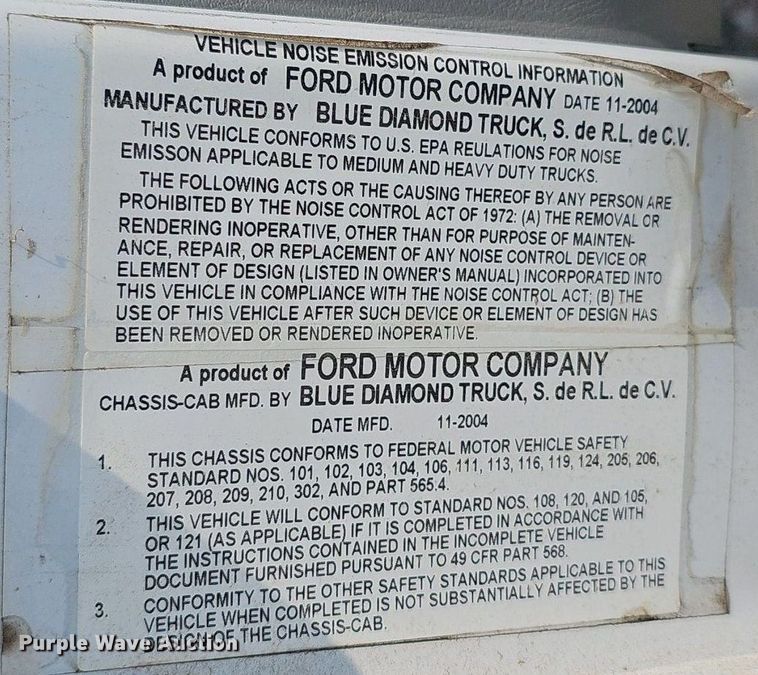 VEHICLE NOISE EMISSION CONTROL INFORMATION
A product of FORD MOTOR COMPANY DATE 11-2004
MANUFACTURED BY BLUE DIAMOND TRUCK, S. de R.L. de C.V.
THIS VEHICLE CONFORMS TO U.S. EPA REULATIONS FOR NOISE
EMISSON APPLICABLE TO MEDIUM AND HEAVY DUTY TRUCKS.
THE FOLLOWING ACTS OR THE CAUSING THEREOF BY ANY PERSON ARE
PROHIBITED BY THE NOISE CONTROL ACT OF 1972: (A) THE REMOVAL OR
RENDERING INOPERATIVE, OTHER THAN FOR PURPOSE OF MAINTEN-
ANCE, REPAIR, OR REPLACEMENT OF ANY NOISE CONTROL DEVICE OR
ELEMENT OF DESIGN (LISTED IN OWNER'S MANUAL) INCORPORATED INTO
THIS VEHICLE IN COMPLIANCE WITH THE NOISE CONTROL ACT; (B) THE
USE OF THIS VEHICLE AFTER SUCH DEVICE OR ELEMENT OF DESIGN HAS
BEEN REMOVED OR RENDERED INOPERATIVE.
A product of FORD MOTOR COMPANY
CHASSIS-CAB MFD. BY BLUE DIAMOND TRUCK, S. de R.L. de C.V.
DATE MFD. 11-2004
1. THIS CHASSIS CONFORMS TO FEDERAL MOTOR VEHICLE SAFETY
STANDARD NOS. 101, 102, 103, 104, 106, 111, 113, 116, 119, 124, 205, 206,
207, 208, 209, 210, 302, AND PART 565.4.
2. THIS VEHICLE WILL CONFORM TO STANDARD NOS. 108, 120, AND 105,
OR 121 (AS APPLICABLE) IF IT IS COMPLETED IN ACCORDANCE WITH
THE INSTRUCTIONS CONTAINED IN THE INCOMPLETE VEHICLE
DOCUMENT FURNISHED PURSUANT TO 49 CFR PART 568.
3. CONFORMITY TO THE OTHER SAFETY STANDARDS APPLICABLE TO THIS
VEHICLE WHEN COMPLETED IS NOT SUBSTANTIALLY AFFECTED BY THE
DESIGN OF THE CHASSIS-CAB.
Purple Wave Auction